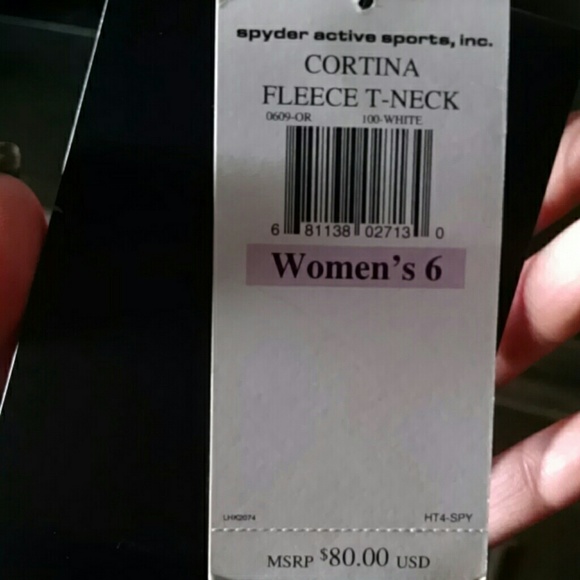 spyder active sports, inc.
CORTINA
FLEECE T-NECK
0609-OR 100-WHITE
6 81138 02713 0
Women's 6
HT4-SPY
MSRP $80.00 USD